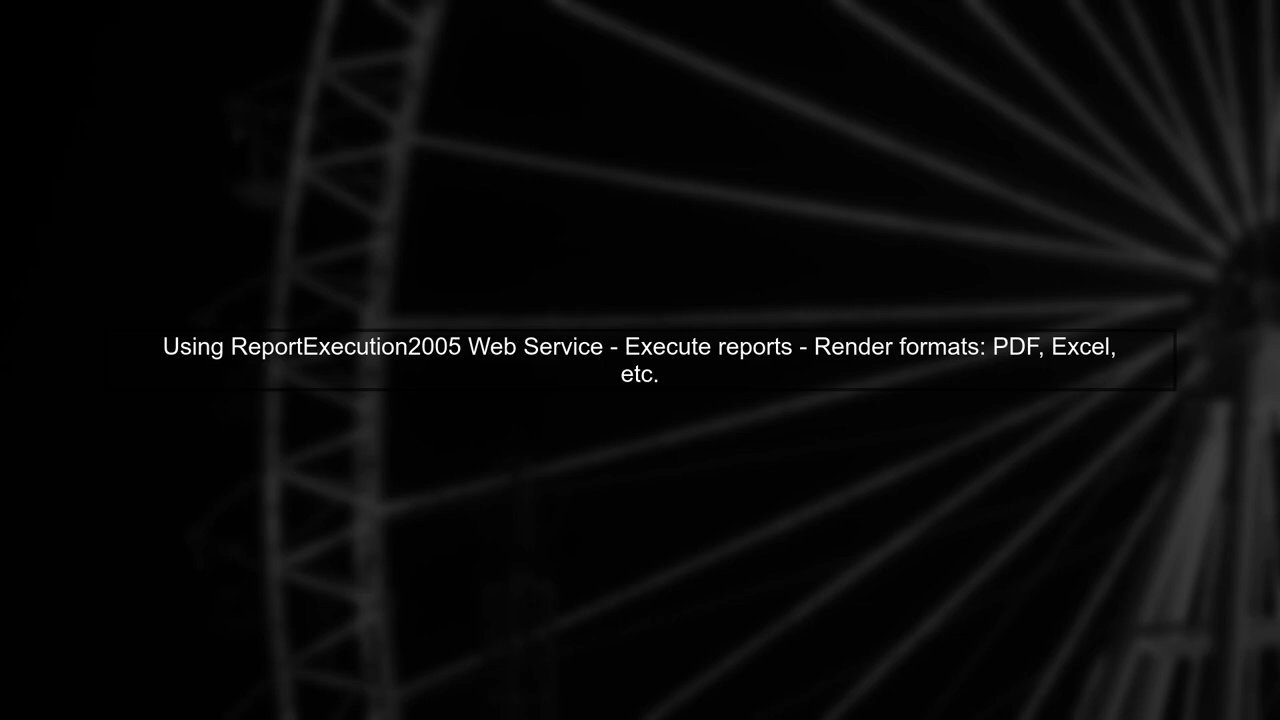 Using ReportExecution2005 Web Service - Execute reports - Render formats: PDF, Excel,
etc.